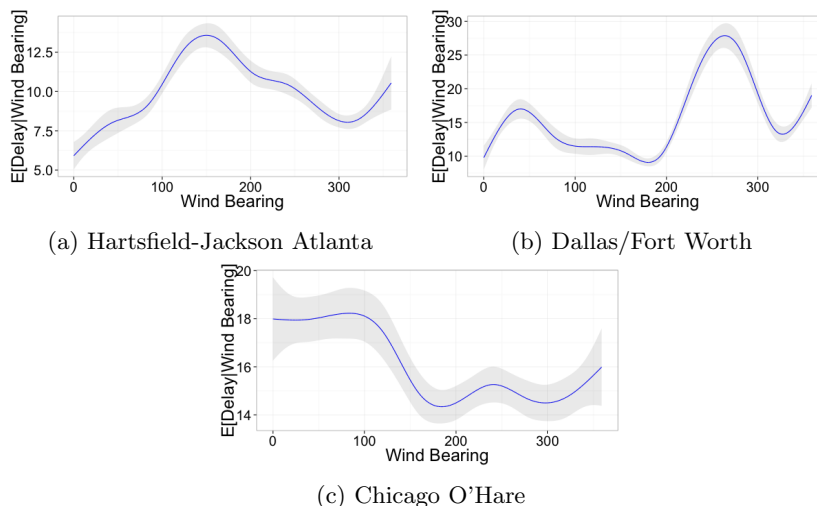 E[Delay|Wind Bearing]
12.5
10.0
7.5
5.0
0 100 200 300
Wind Bearing
(a) Hartsfield-Jackson Atlanta
E[Delay|Wind Bearing]
30
25
20
15
10
0 100 200 300
Wind Bearing
(b) Dallas/Fort Worth
E[Delay|Wind Bearing]
20
18
16
14
0 100 200 300
Wind Bearing
(c) Chicago O'Hare